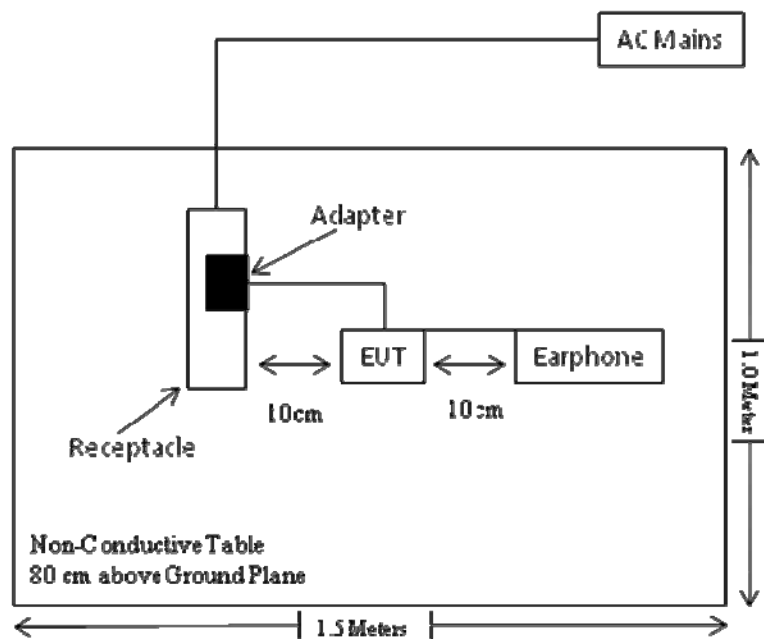 AC Mains
Adapter
EUT
Earphone
10cm
10cm
Receptacle
1.0 Meter
Non-Conductive Table
80 cm above Ground Plane
1.5 Meters